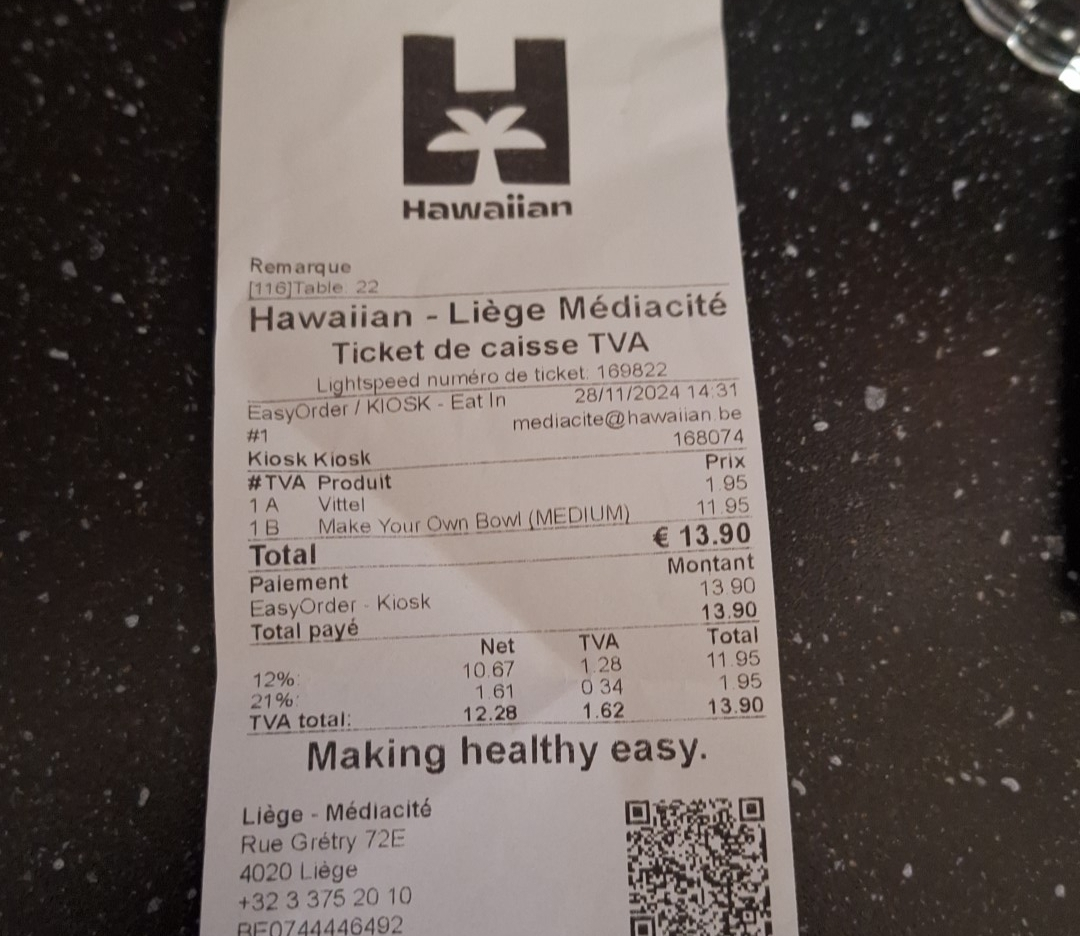 Hawaiian
Remarque
[116]Table: 22
Hawaiian - Liège Médiacité
Ticket de caisse TVA
Lightspeed numéro de ticket: 169822
EasyOrder / KIOSK - Eat In 28/11/2024 14:31
#1 mediacite@hawaiian.be
Kiosk Kiosk 168074
#TVA Produit Prix
1 A Vittel 1.95
1 B Make Your Own Bowl (MEDIUM) 11.95
Total € 13.90
Paiement Montant
EasyOrder - Kiosk 13.90
Total payé 13.90
Net TVA Total
12%: 10.67 1.28 11.95
21%: 1.61 0.34 1.95
TVA total: 12.28 1.62 13.90
Making healthy easy.
Liège - Médiacité
Rue Grétry 72E
4020 Liège
+32 3 375 20 10
BE0744446492